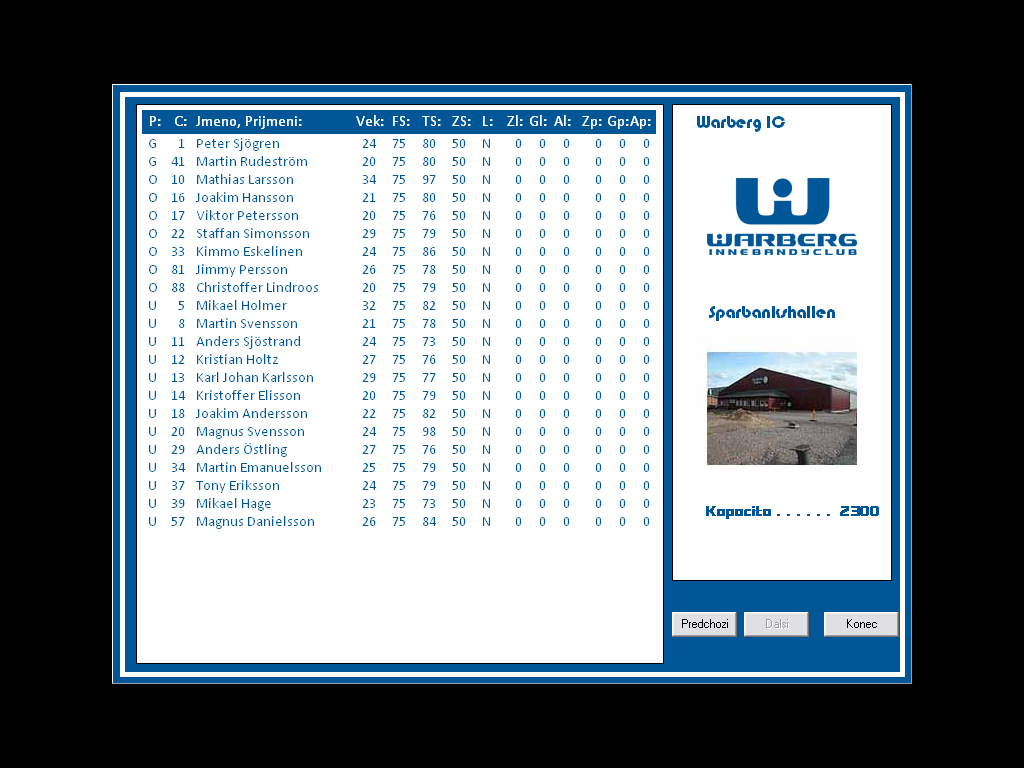 P: C: Jmeno, Prijmeni: Vek: FS: TS: ZS: L: Zl: Gl: Al: Zp: Gp: Ap:
G 1 Peter Sjögren 24 75 80 50 N 0 0 0 0 0 0
G 41 Martin Rudeström 20 75 80 50 N 0 0 0 0 0 0
O 10 Mathias Larsson 34 75 97 50 N 0 0 0 0 0 0
O 16 Joakim Hansson 21 75 80 50 N 0 0 0 0 0 0
O 17 Viktor Petersson 20 75 76 50 N 0 0 0 0 0 0
O 22 Staffan Simonsson 29 75 79 50 N 0 0 0 0 0 0
O 33 Kimmo Eskelinen 24 75 86 50 N 0 0 0 0 0 0
O 81 Jimmy Persson 26 75 78 50 N 0 0 0 0 0 0
O 88 Christoffer Lindroos 20 75 79 50 N 0 0 0 0 0 0
U 5 Mikael Holmer 32 75 82 50 N 0 0 0 0 0 0
U 8 Martin Svensson 21 75 78 50 N 0 0 0 0 0 0
U 11 Anders Sjöstrand 24 75 73 50 N 0 0 0 0 0 0
U 12 Kristian Holtz 27 75 76 50 N 0 0 0 0 0 0
U 13 Karl Johan Karlsson 29 75 77 50 N 0 0 0 0 0 0
U 14 Kristoffer Elisson 20 75 79 50 N 0 0 0 0 0 0
U 18 Joakim Andersson 22 75 82 50 N 0 0 0 0 0 0
U 20 Magnus Svensson 24 75 98 50 N 0 0 0 0 0 0
U 29 Anders Östling 27 75 76 50 N 0 0 0 0 0 0
U 34 Martin Emanuelsson 25 75 79 50 N 0 0 0 0 0 0
U 37 Tony Eriksson 24 75 79 50 N 0 0 0 0 0 0
U 39 Mikael Hage 23 75 73 50 N 0 0 0 0 0 0
U 57 Magnus Danielsson 26 75 84 50 N 0 0 0 0 0 0
Warberg IC
WARBERG
INNEBANDYCLUB
Sparbankshallen
Kapacita . . . . . . 2300
Predchozi Dalsi Konec